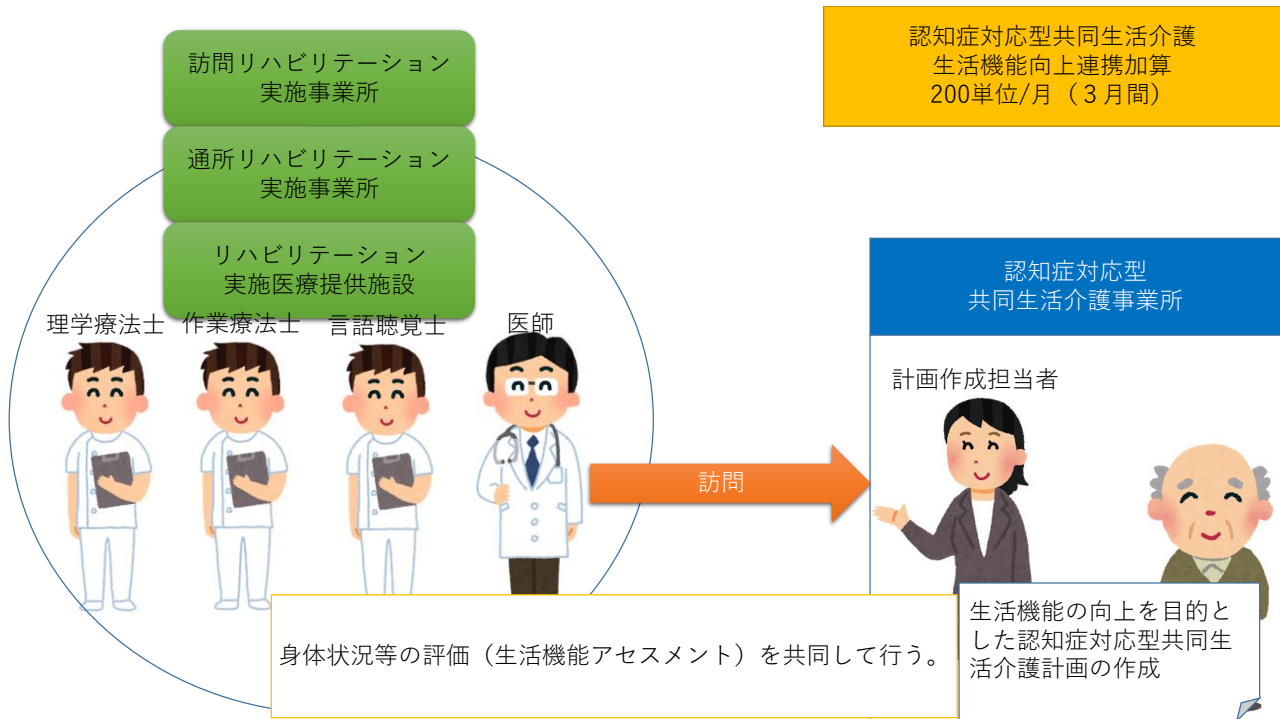 訪問リハビリテーション
実施事業所
通所リハビリテーション
実施事業所
リハビリテーション
実施医療提供施設
理学療法士
作業療法士
言語聴覚士
医師
認知症対応型共同生活介護
生活機能向上連携加算
200単位/月（３月間）
認知症対応型
共同生活介護事業所
計画作成担当者
訪問
身体状況等の評価（生活機能アセスメント）を共同して行う。
生活機能の向上を目的と
した認知症対応型共同生
活介護計画の作成